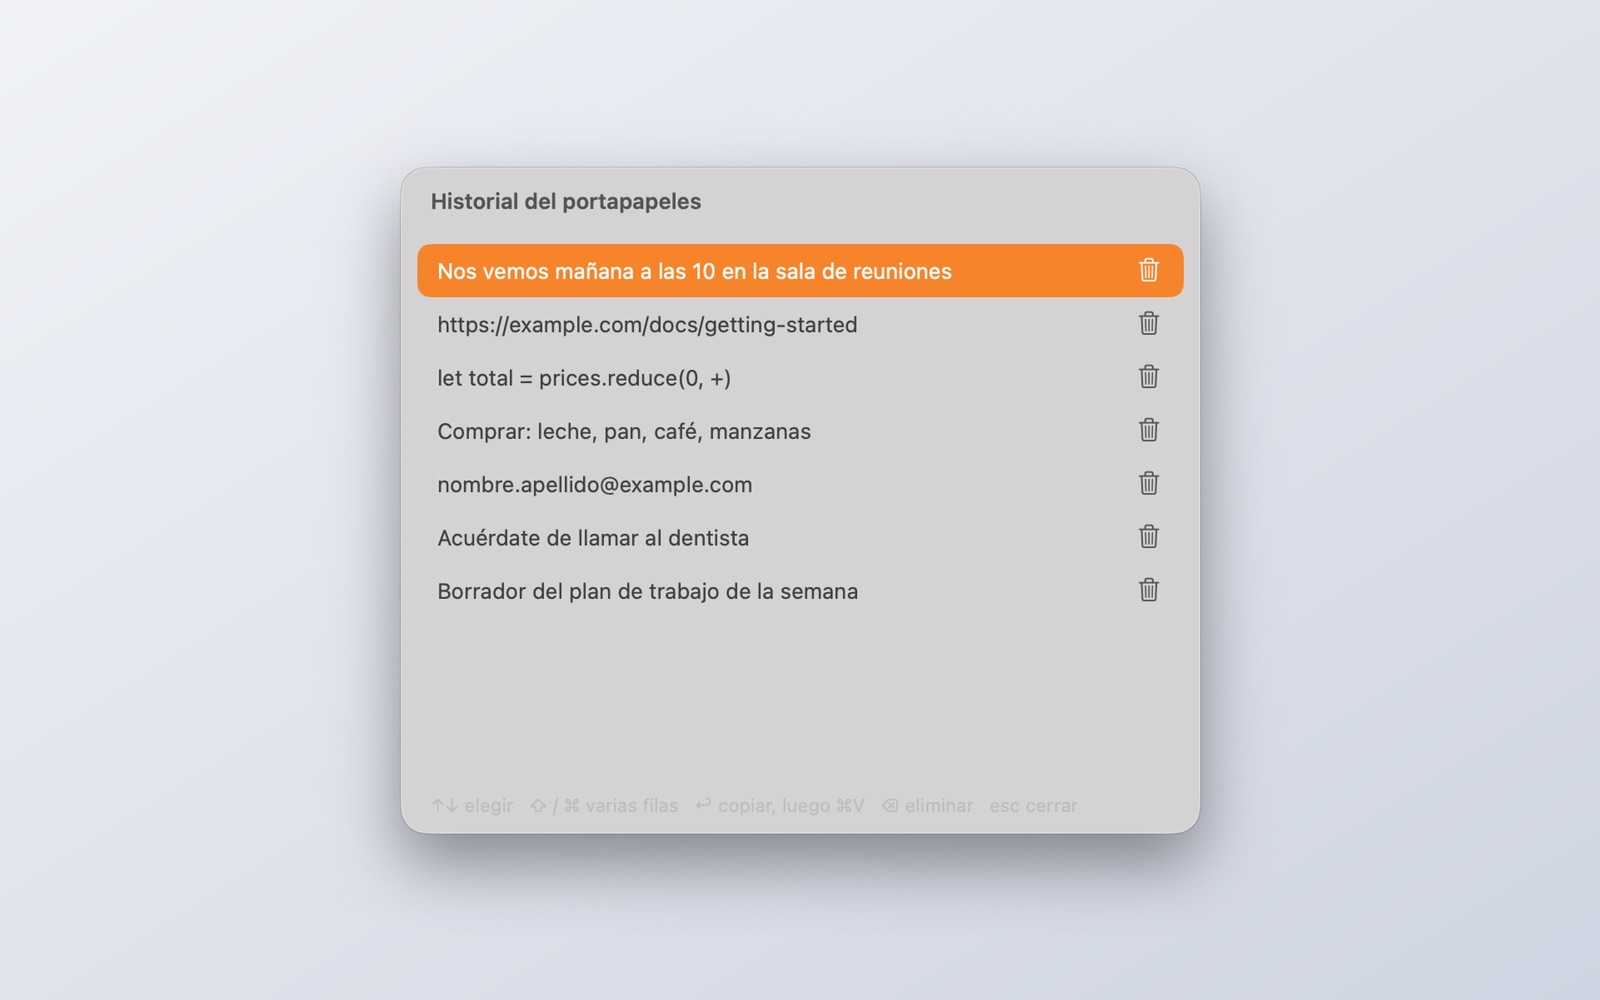 Historial del portapapeles
Nos vemos mañana a las 10 en la sala de reuniones
https://example.com/docs/getting-started
let total = prices.reduce(0, +)
Comprar: leche, pan, café, manzanas
nombre.apellido@example.com
Acuérdate de llamar al dentista
Borrador del plan de trabajo de la semana
↑↓ elegir ⇧ / ⌘ varias filas ↩ copiar, luego ⌘V ⌫ eliminar esc cerrar